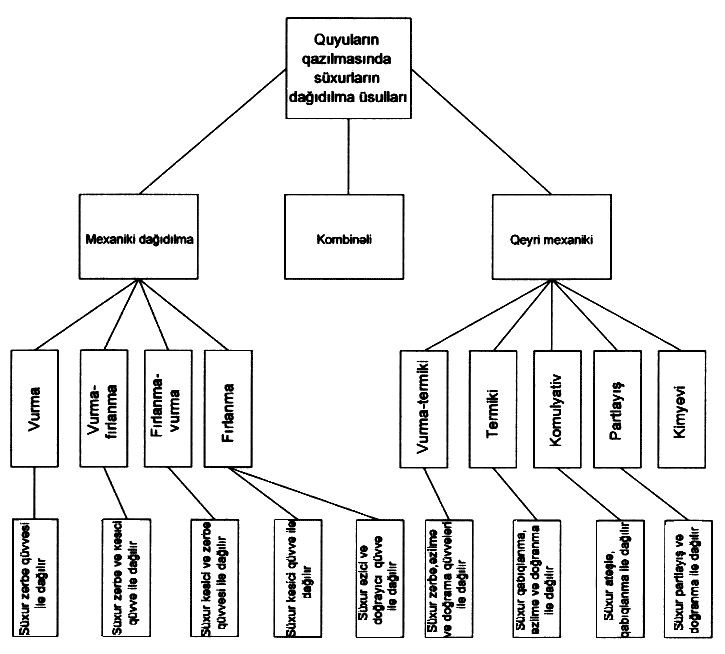 Quyuların
qazılmasında
süxurların
dağıdılma üsulları
Mexaniki dağıdılma
Kombinəli
Qeyri mexaniki
Vurma
Vurma-
fırlanma
Fırlanma-
vurma
Fırlanma
Vurma-termiki
Termiki
Komulyativ
Partlayış
Kimyəvi
Süxur zərbə qüvvəsi
ilə dağılır
Süxur zərbə və kəsici
qüvvə ilə dağılır
Süxur kəsici və zərbə
qüvvəsi ilə dağılır
Süxur kəsici qüvvə ilə
dağılır
Süxur əzici və
doğrayıcı qüvvə
ilə dağılır
Süxur zərbə,əzilmə
və doğrama qüvvələri
ilə dağılır
Süxur qabıqlanma,
əzilmə və doğranma
ilə dağılır
Süxur atəşlə,
qabıqlanma ilə dağılır
Süxur partlayış və
doğranma ilə dağılır